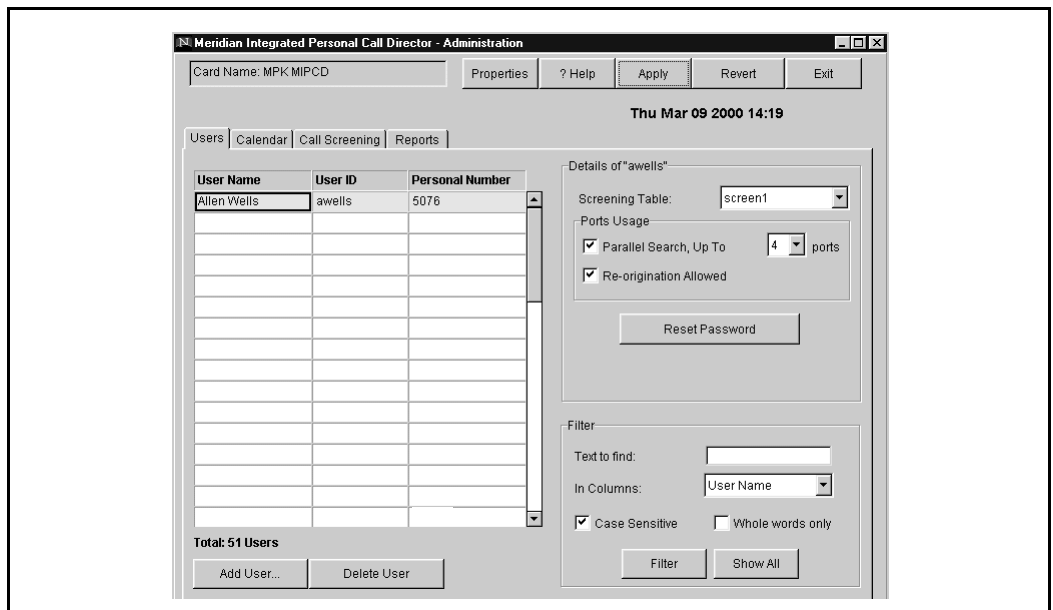 Meridian Integrated Personal Call Director - Administration
Card Name: MPK MIPCD
Properties
? Help
Apply
Revert
Exit
Thu Mar 09 2000 14:19
Users
Calendar
Call Screening
Reports
User Name User ID Personal Number
Allen Wells awells 5076
Total: 51 Users
Add User...
Delete User
Details of "awells"
Screening Table: screen1
Ports Usage
Parallel Search, Up To 4 ports
Re-origination Allowed
Reset Password
Filter
Text to find:
In Columns: User Name
Case Sensitive
Whole words only
Filter
Show All